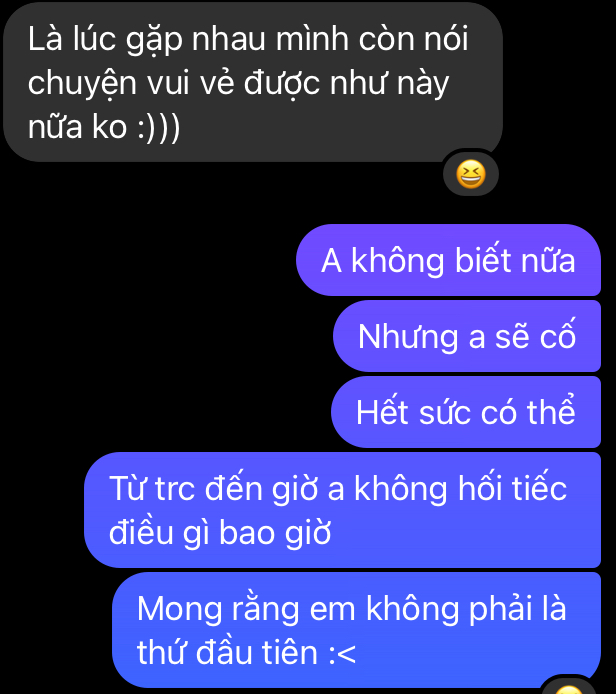 Là lúc gặp nhau mình còn nói
chuyện vui vẻ được như này
nữa ko :)))
A không biết nữa
Nhưng a sẽ cố
Hết sức có thể
Từ trc đến giờ a không hối tiếc
điều gì bao giờ
Mong rằng em không phải là
thứ đầu tiên :<